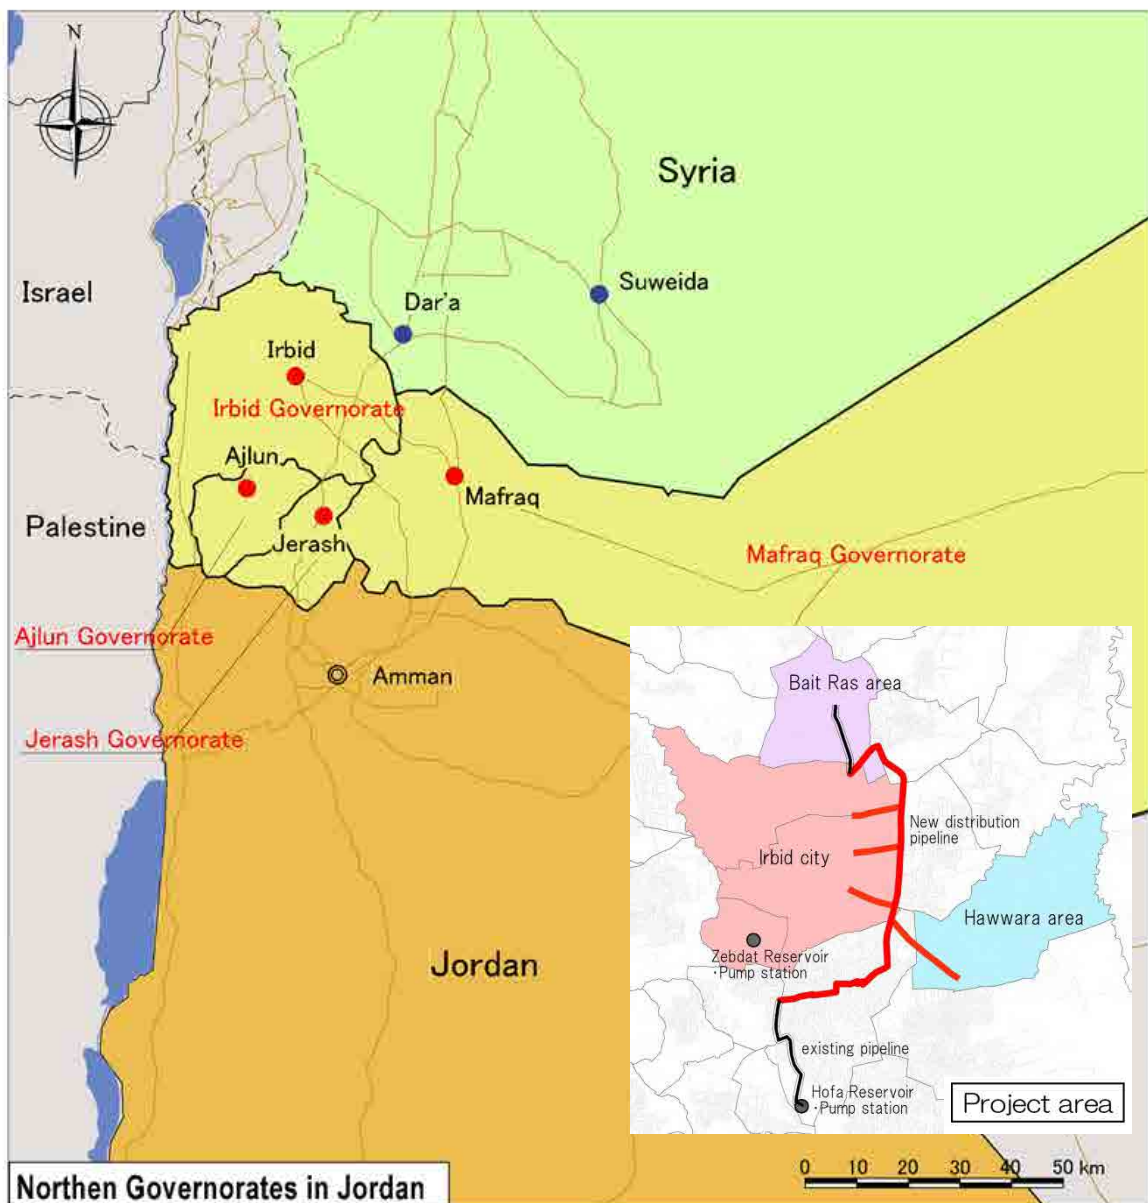 N
Syria
Israel
Suweida
Dar'a
Irbid
Irbid Governorate
Ajlun
Mafraq
Palestine
Jerash
Mafraq Governorate
Ajlun Governorate
Amman
Jerash Governorate
Jordan
Bait Ras area
New distribution
pipeline
Irbid city
Hawwara area
Zebdat Reservoir
・Pump station
existing pipeline
Hofa Reservoir
・Pump station
Project area
Northen Governorates in Jordan
0 10 20 30 40 50 km